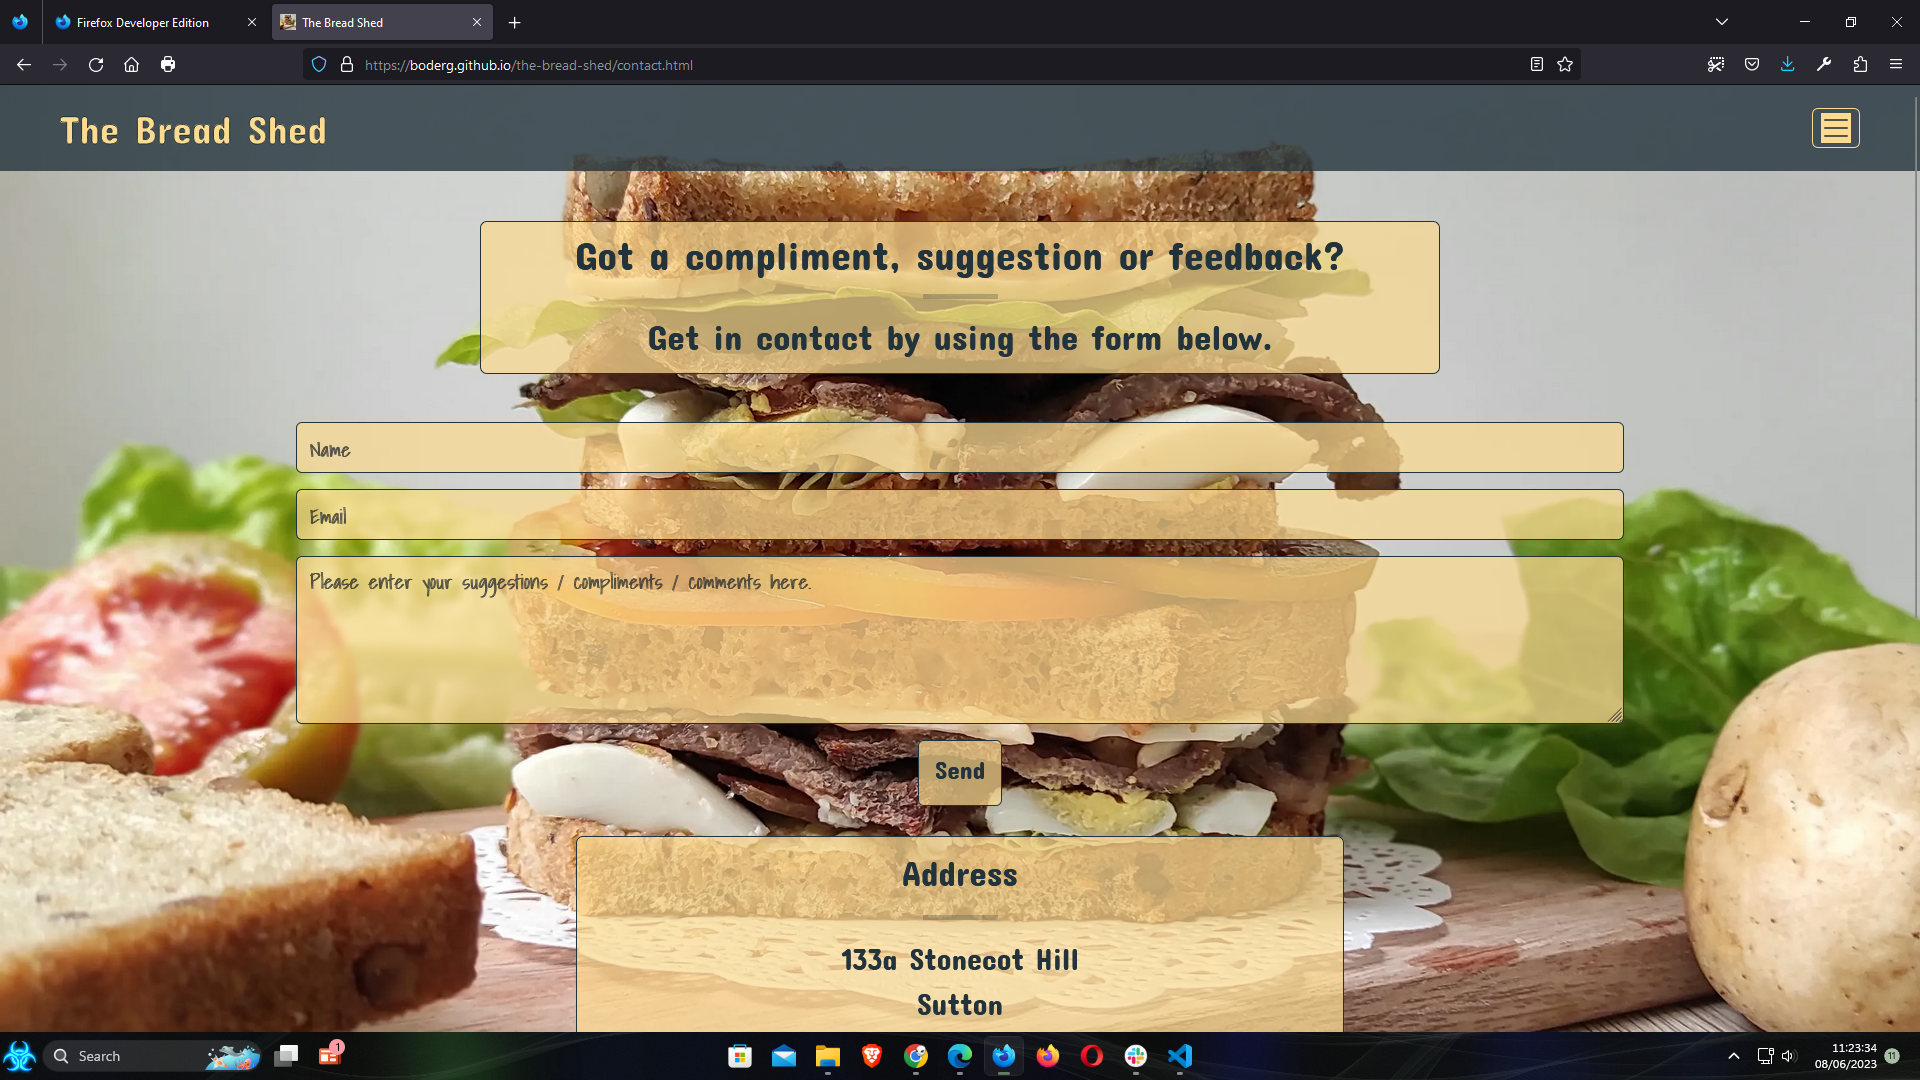 Firefox Developer Edition
The Bread Shed
https://boderg.github.io/the-bread-shed/contact.html
The Bread Shed
Got a compliment, suggestion or feedback?
Get in contact by using the form below.
Name
Email
Please enter your suggestions / compliments / comments here.
Send
Address
133a Stonecot Hill
Sutton
Search
1
11:23:34
08/06/2023
11